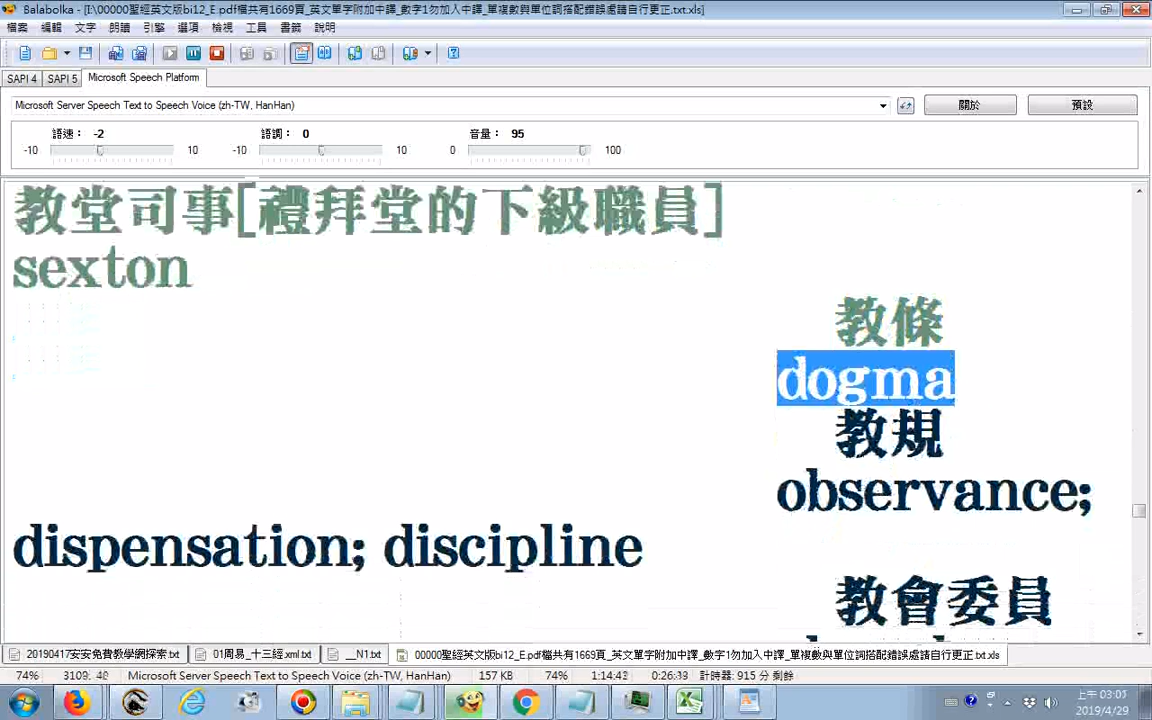 Balabolka - [I:\00000聖經英文版bi12_E.pdf檔共有1669頁_英文單字附加中譯_數字1勿加入中譯_單複數與單位詞搭配錯誤處請自行更正.txt.xls]
檔案 編輯 文字 朗讀 引擎 選項 檢視 工具 書籤 說明
SAPI 4 SAPI 5 Microsoft Speech Platform
Microsoft Server Speech Text to Speech Voice (zh-TW, HanHan) 關於 預設
語速： -2 語調： 0 音量： 95
-10 10 -10 10 0 100
教堂司事[禮拜堂的下級職員]
sexton
教條
dogma
教規
observance;
dispensation; discipline
教會委員
20190417安安免費教學網探索.txt 01周易_十三經.xml.txt __N1.txt 00000聖經英文版bi12_E.pdf檔共有1669頁_英文單字附加中譯_數字1勿加入中譯_單複數與單位詞搭配錯誤處請自行更正.txt.xls
74% 3109: 40 Microsoft Server Speech Text to Speech Voice (zh-TW, HanHan) 157 KB 74% 1:14:42 0:26:33 計時器: 915 分 剩餘
上午 03:03
2019/4/29